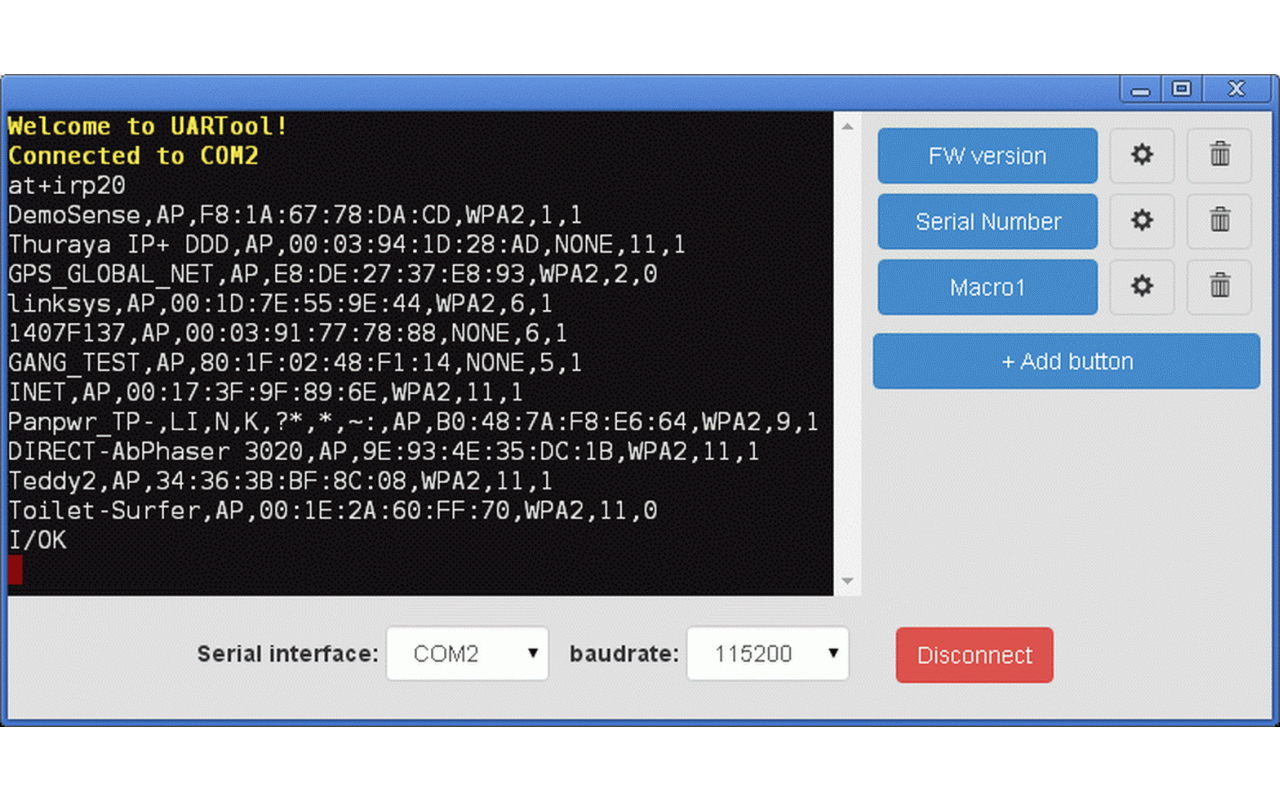 Welcome to UARTool!
Connected to COM2
at+irp20
DemoSense,AP,F8:1A:67:78:DA:CD,WPA2,1,1
Thuraya IP+ DDD,AP,00:03:94:1D:28:AD,NONE,11,1
GPS_GLOBAL_NET,AP,E8:DE:27:37:E8:93,WPA2,2,0
linksys,AP,00:1D:7E:55:9E:44,WPA2,6,1
1407F137,AP,00:03:91:77:78:88,NONE,6,1
GANG_TEST,AP,80:1F:02:48:F1:14,NONE,5,1
INET,AP,00:17:3F:9F:89:6E,WPA2,11,1
Panpwr_TP-,LI,N,K,?*,*,~:,AP,B0:48:7A:F8:E6:64,WPA2,9,1
DIRECT-AbPhaser 3020,AP,9E:93:4E:35:DC:1B,WPA2,11,1
Teddy2,AP,34:36:3B:BF:8C:08,WPA2,11,1
Toilet-Surfer,AP,00:1E:2A:60:FF:70,WPA2,11,0
I/OK
FW version
Serial Number
Macro1
+ Add button
Serial interface: COM2 baudrate: 115200 Disconnect